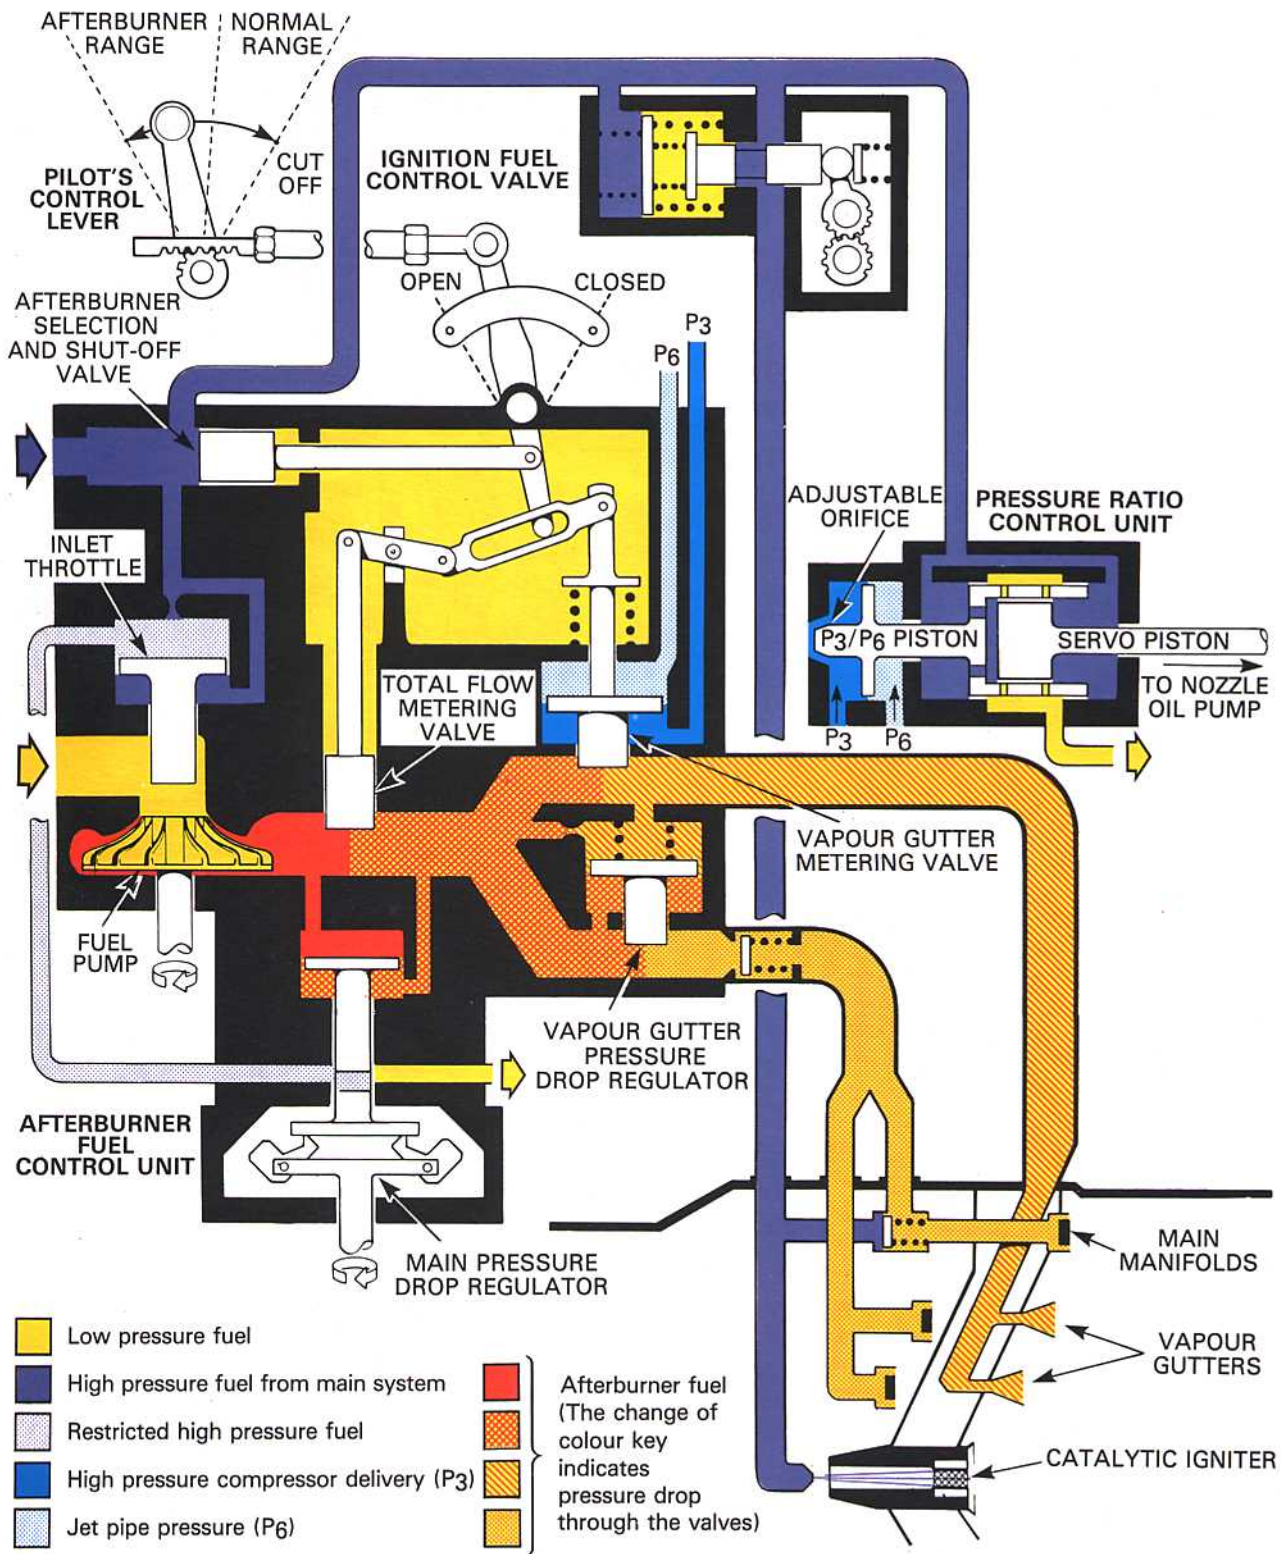 AFTERBURNER
RANGE
NORMAL
RANGE
CUT
OFF
PILOT'S
CONTROL
LEVER
IGNITION FUEL
CONTROL VALVE
OPEN
CLOSED
AFTERBURNER
SELECTION
AND SHUT-OFF
VALVE
P3
P6
INLET
THROTTLE
ADJUSTABLE
ORIFICE
PRESSURE RATIO
CONTROL UNIT
P3/P6 PISTON
SERVO PISTON
TO NOZZLE
OIL PUMP
P3
P6
TOTAL FLOW
METERING
VALVE
VAPOUR GUTTER
METERING VALVE
FUEL
PUMP
VAPOUR GUTTER
PRESSURE
DROP REGULATOR
AFTERBURNER
FUEL
CONTROL UNIT
MAIN PRESSURE
DROP REGULATOR
MAIN
MANIFOLDS
VAPOUR
GUTTERS
CATALYTIC IGNITER
Low pressure fuel
High pressure fuel from main system
Restricted high pressure fuel
High pressure compressor delivery (P3)
Jet pipe pressure (P6)
Afterburner fuel
(The change of
colour key
indicates
pressure drop
through the valves)